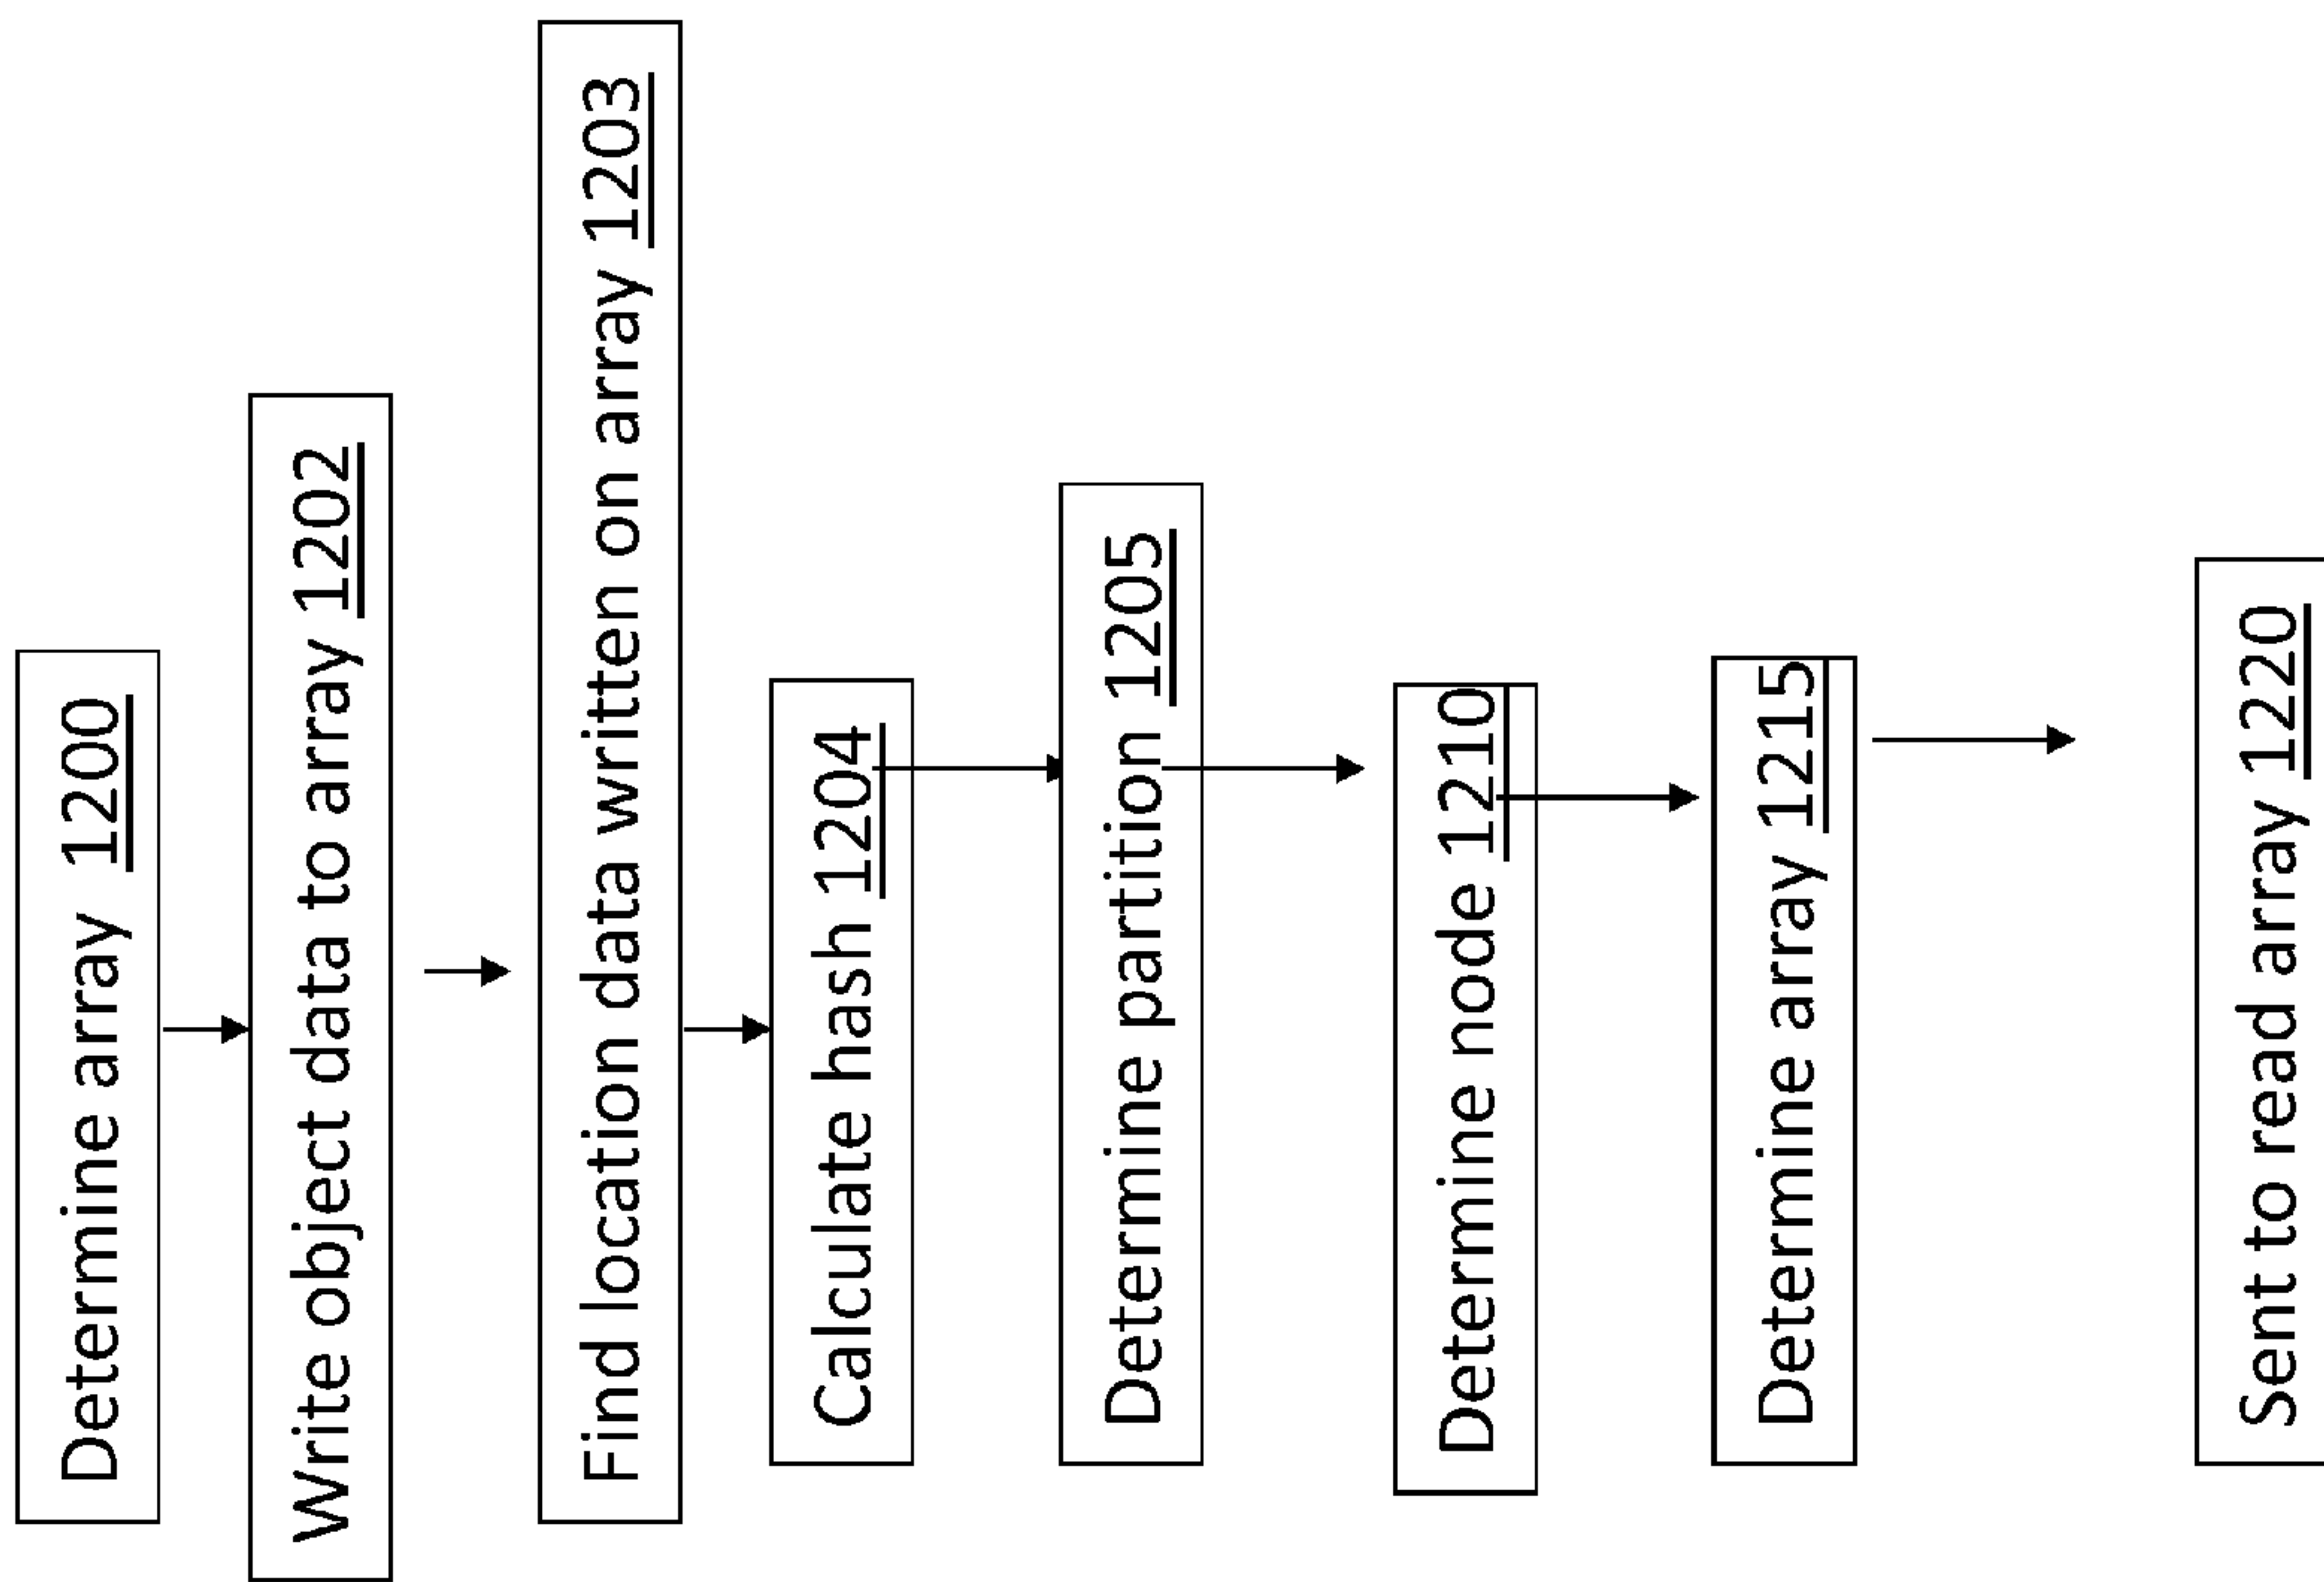 Determine array 1200
Write object data to array 1202
Find location data written on array 1203
Calculate hash 1204
Determine partition 1205
Determine node 1210
Determine array 1215
Sent to read array 1220